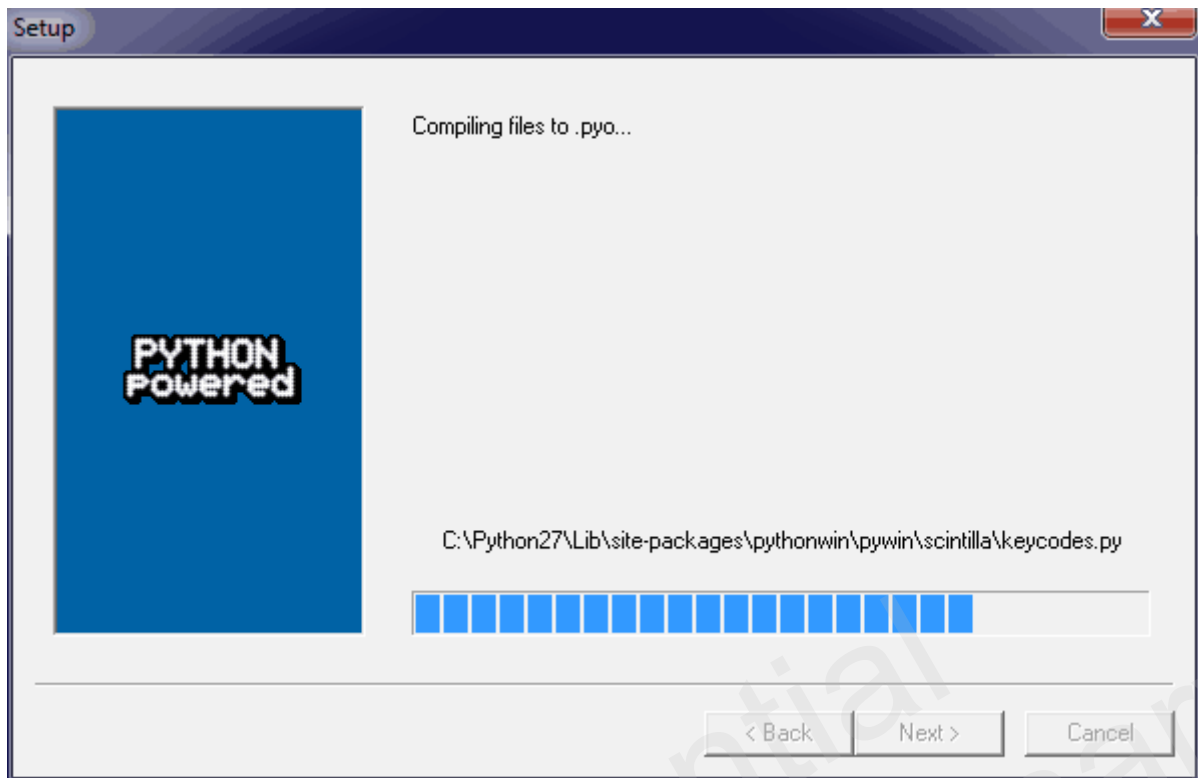 Setup
x
Compiling files to .pyo...
PYTHON
powered
C:\Python27\Lib\site-packages\pythonwin\pywin\scintilla\keycodes.py
< Back
Next >
Cancel